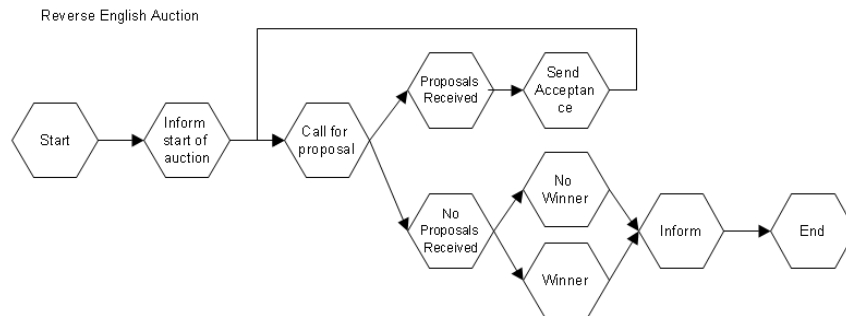 Reverse English Auction
Start
Inform
start of
auction
Call for
proposal
Proposals
Received
Send
Acceptan
ce
No
Proposals
Received
No
Winner
Winner
Inform
End